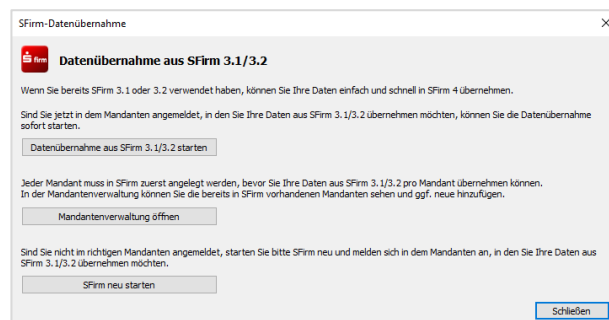 SFirm-Datenübernahme
Ṡ firm
Datenübernahme aus SFirm 3.1/3.2
Wenn Sie bereits SFirm 3.1 oder 3.2 verwendet haben, können Sie Ihre Daten einfach und schnell in SFirm 4 übernehmen.
Sind Sie jetzt in dem Mandanten angemeldet, in den Sie Ihre Daten aus SFirm 3.1/3.2 übernehmen möchten, können Sie die Datenübernahme
sofort starten.
Datenübernahme aus SFirm 3.1/3.2 starten
Jeder Mandant muss in SFirm zuerst angelegt werden, bevor Sie Ihre Daten aus SFirm 3.1/3.2 pro Mandant übernehmen können.
In der Mandantenverwaltung können Sie die bereits in SFirm vorhandenen Mandanten sehen und ggf. neue hinzufügen.
Mandantenverwaltung öffnen
Sind Sie nicht im richtigen Mandanten angemeldet, starten Sie bitte SFirm neu und melden sich in dem Mandanten an, in den Sie Ihre Daten aus
SFirm 3.1/3.2 übernehmen möchten.
SFirm neu starten
Schließen